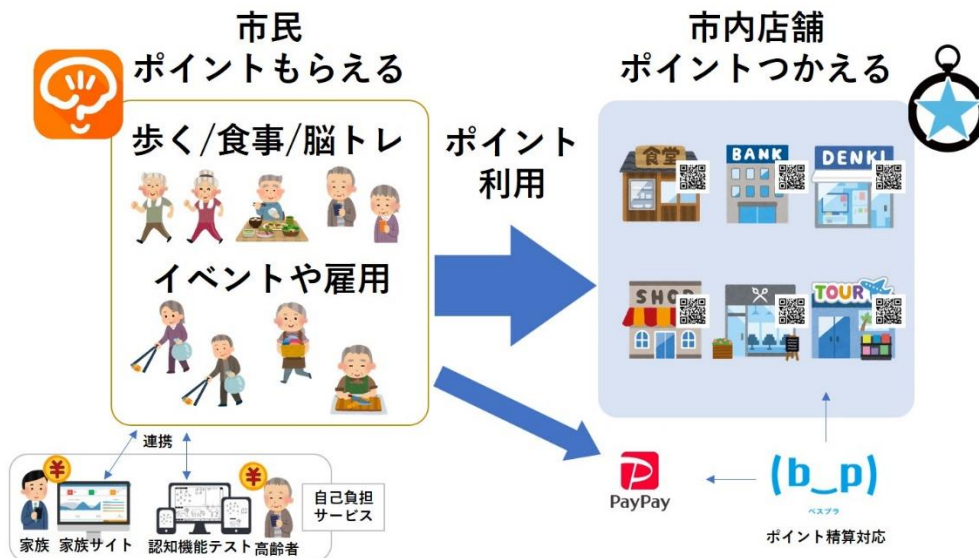 市民
ポイントもらえる
歩く/食事/脳トレ
イベントや雇用
連携
¥
家族
家族サイト
認知機能テスト
¥
高齢者
自己負担
サービス
ポイント
利用
市内店舗
ポイントつかえる
食堂
BANK
DENKI
SHOP
TOUR
PayPay
(b_p)
ベスプラ
ポイント精算対応